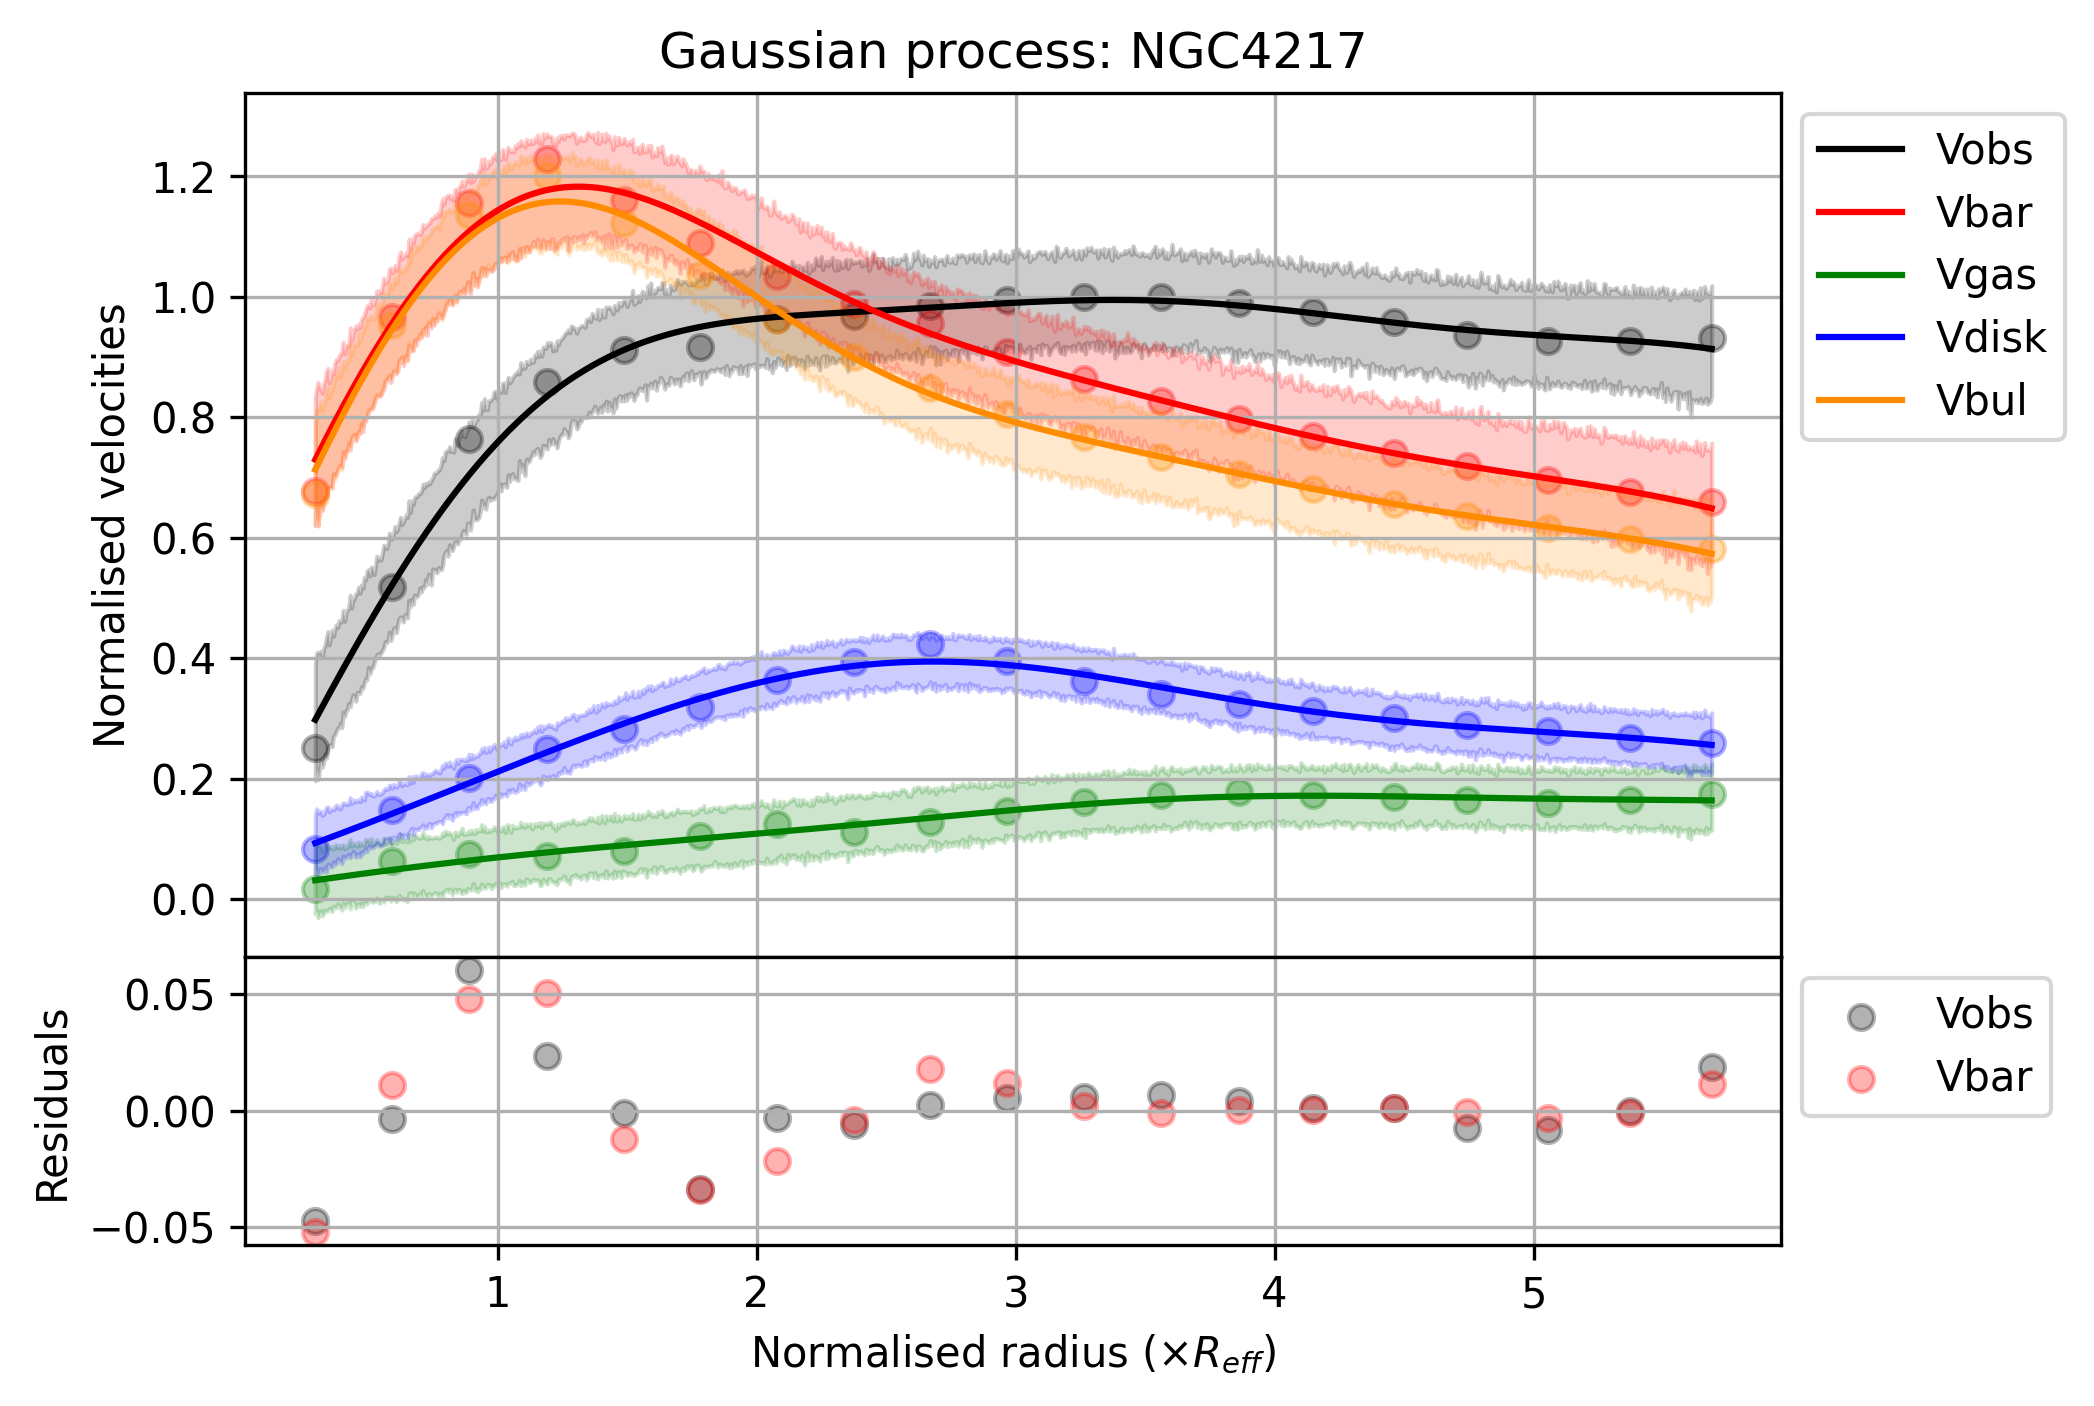 Gaussian process: NGC4217
Normalised velocities
1.2
1.0
0.8
0.6
0.4
0.2
0.0
Vobs
Vbar
Vgas
Vdisk
Vbul
Residuals
0.05
0.00
−0.05
Vobs
Vbar
1 2 3 4 5
Normalised radius (×R_eff)